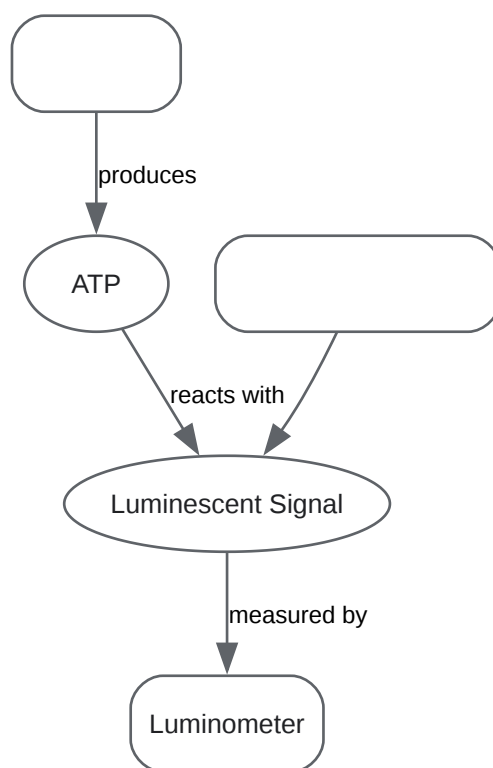 produces
ATP
reacts with
Luminescent Signal
measured by
Luminometer